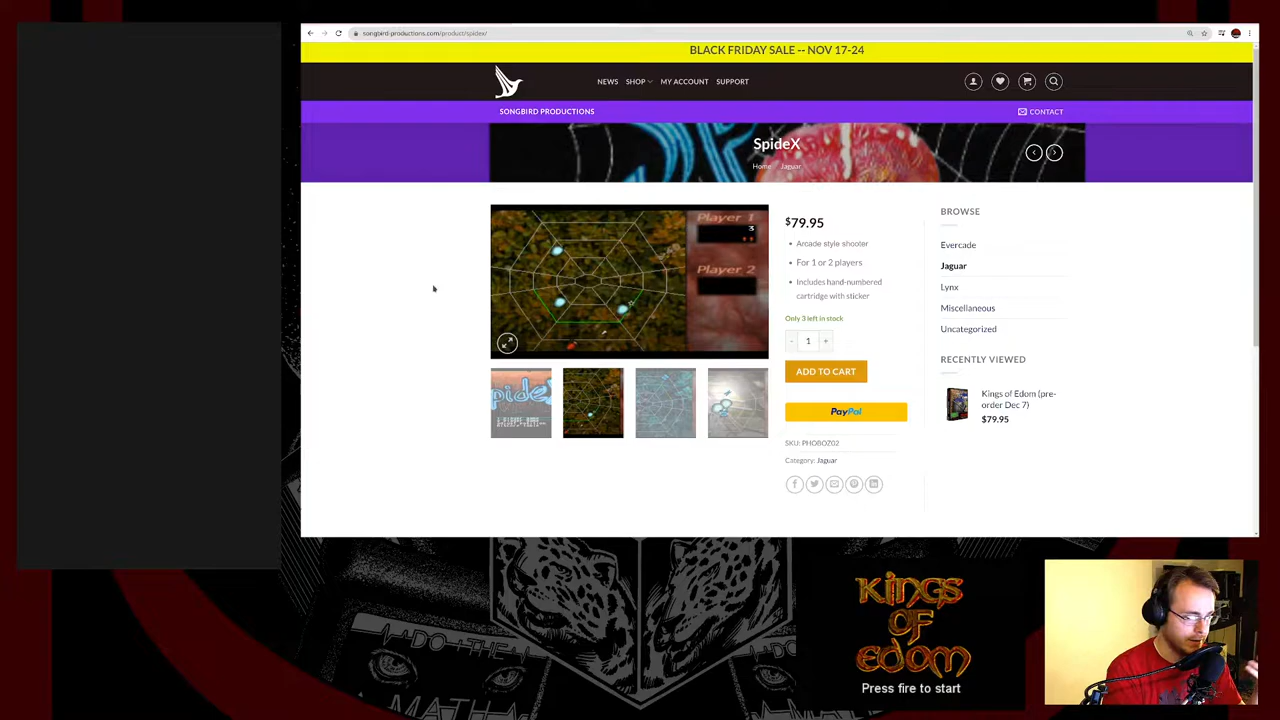 songbird-productions.com/product/spidex/
BLACK FRIDAY SALE -- NOV 17-24
NEWS SHOP MY ACCOUNT SUPPORT
SONGBIRD PRODUCTIONS
CONTACT
SpideX
Home Jaguar
Player 1
3
Player 2
$79.95
• Arcade style shooter
• For 1 or 2 players
• Includes hand-numbered
cartridge with sticker
Only 3 left in stock
- 1 +
ADD TO CART
PayPal
SKU: PHOBOZ02
Category: Jaguar
BROWSE
Evercade
Jaguar
Lynx
Miscellaneous
Uncategorized
RECENTLY VIEWED
Kings of Edom (pre-
order Dec 7)
$79.95
DO THE
MATH
KINGS
OF
EDOM
Press fire to start